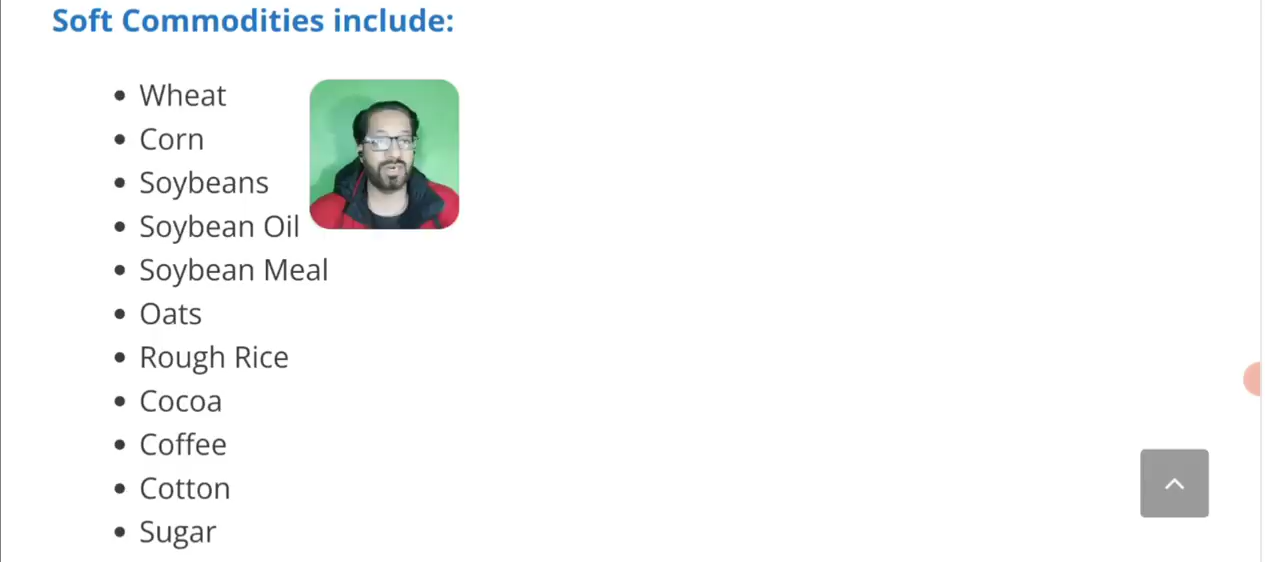 Soft Commodities include:
Wheat
Corn
Soybeans
Soybean Oil
Soybean Meal
Oats
Rough Rice
Cocoa
Coffee
Cotton
Sugar